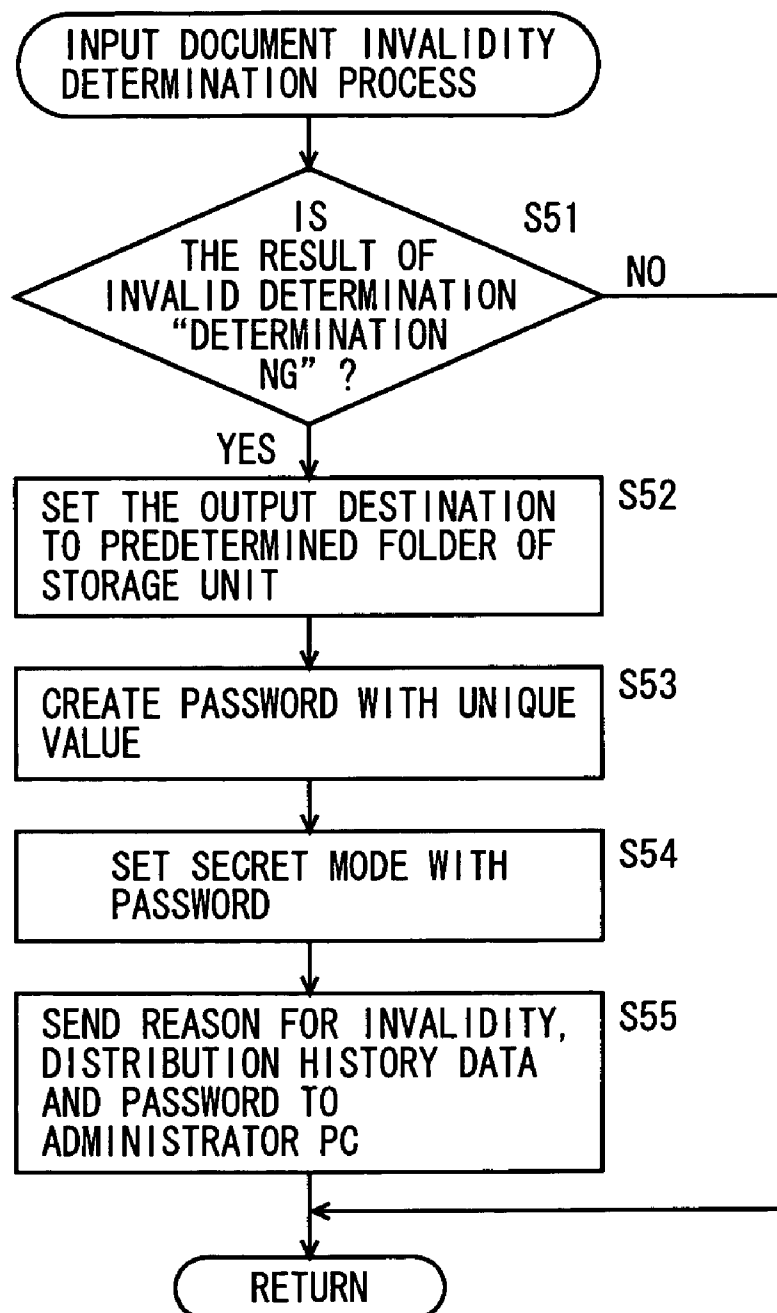 INPUT DOCUMENT INVALIDITY
DETERMINATION PROCESS
IS
THE RESULT OF
INVALID DETERMINATION
“DETERMINATION
NG” ?
S51
NO
YES
SET THE OUTPUT DESTINATION
TO PREDETERMINED FOLDER OF
STORAGE UNIT
S52
CREATE PASSWORD WITH UNIQUE
VALUE
S53
SET SECRET MODE WITH
PASSWORD
S54
SEND REASON FOR INVALIDITY,
DISTRIBUTION HISTORY DATA
AND PASSWORD TO
ADMINISTRATOR PC
S55
RETURN